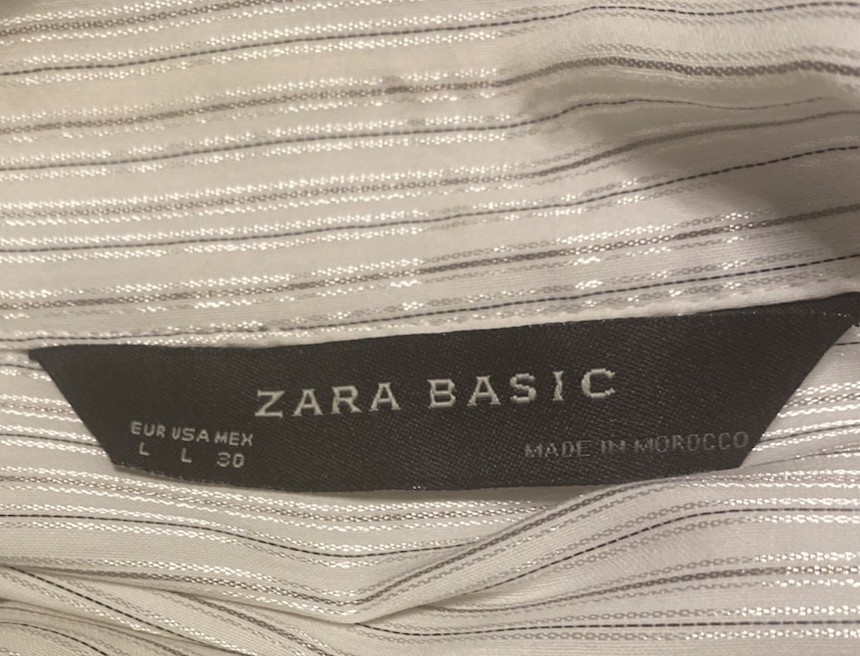 ZARA BASIC
EUR USA MEX
L L 30
MADE IN MOROCCO